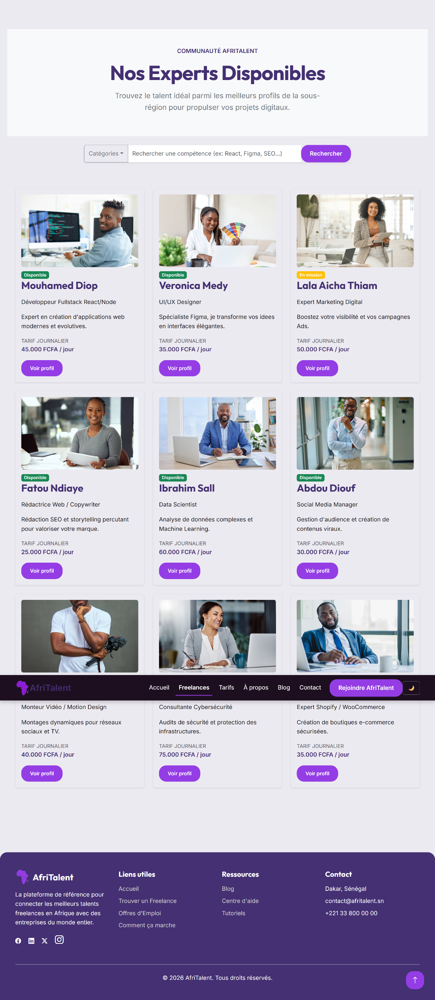 COMMUNAUTÉ AFRITALENT
Nos Experts Disponibles
Trouvez le talent idéal parmi les meilleurs profils de la sous-
région pour propulser vos projets digitaux.
Catégories
Rechercher une compétence (ex: React, Figma, SEO...)
Rechercher
Disponible
Mouhamed Diop
Développeur Fullstack React/Node
Expert en création d'applications web
modernes et evolutives.
TARIF JOURNALIER
45.000 FCFA / jour
Voir profil
Disponible
Veronica Medy
UI/UX Designer
Spécialiste Figma, je transforme vos idees
en interfaces élégantes.
TARIF JOURNALIER
35.000 FCFA / jour
Voir profil
En mission
Lala Aicha Thiam
Expert Marketing Digital
Boostez votre visibilité et vos campagnes
Ads.
TARIF JOURNALIER
50.000 FCFA / jour
Voir profil
Disponible
Fatou Ndiaye
Rédactrice Web / Copywriter
Rédaction SEO et storytelling percutant
pour valoriser votre marque.
TARIF JOURNALIER
25.000 FCFA / jour
Voir profil
Disponible
Ibrahim Sall
Data Scientist
Analyse de données complexes et
Machine Learning.
TARIF JOURNALIER
60.000 FCFA / jour
Voir profil
Disponible
Abdou Diouf
Social Media Manager
Gestion d'audience et création de
contenus viraux.
TARIF JOURNALIER
30.000 FCFA / jour
Voir profil
AfriTalent
Accueil
Freelances
Tarifs
À propos
Blog
Contact
Rejoindre AfriTalent
Monteur Vidéo / Motion Design
Montages dynamiques pour réseaux
sociaux et TV.
TARIF JOURNALIER
40.000 FCFA / jour
Voir profil
Consultante Cybersécurité
Audits de sécurité et protection des
infrastructures.
TARIF JOURNALIER
75.000 FCFA / jour
Voir profil
Expert Shopify / WooCommerce
Création de boutiques e-commerce
sécurisées.
TARIF JOURNALIER
35.000 FCFA / jour
Voir profil
AfriTalent
La plateforme de référence pour
connecter les meilleurs talents
freelances en Afrique avec des
entreprises du monde entier.
Liens utiles
Accueil
Trouver un Freelance
Offres d'Emploi
Comment ça marche
Ressources
Blog
Centre d'aide
Tutoriels
Contact
Dakar, Sénégal
contact@afritalent.sn
+221 33 800 00 00
© 2026 AfriTalent. Tous droits réservés.